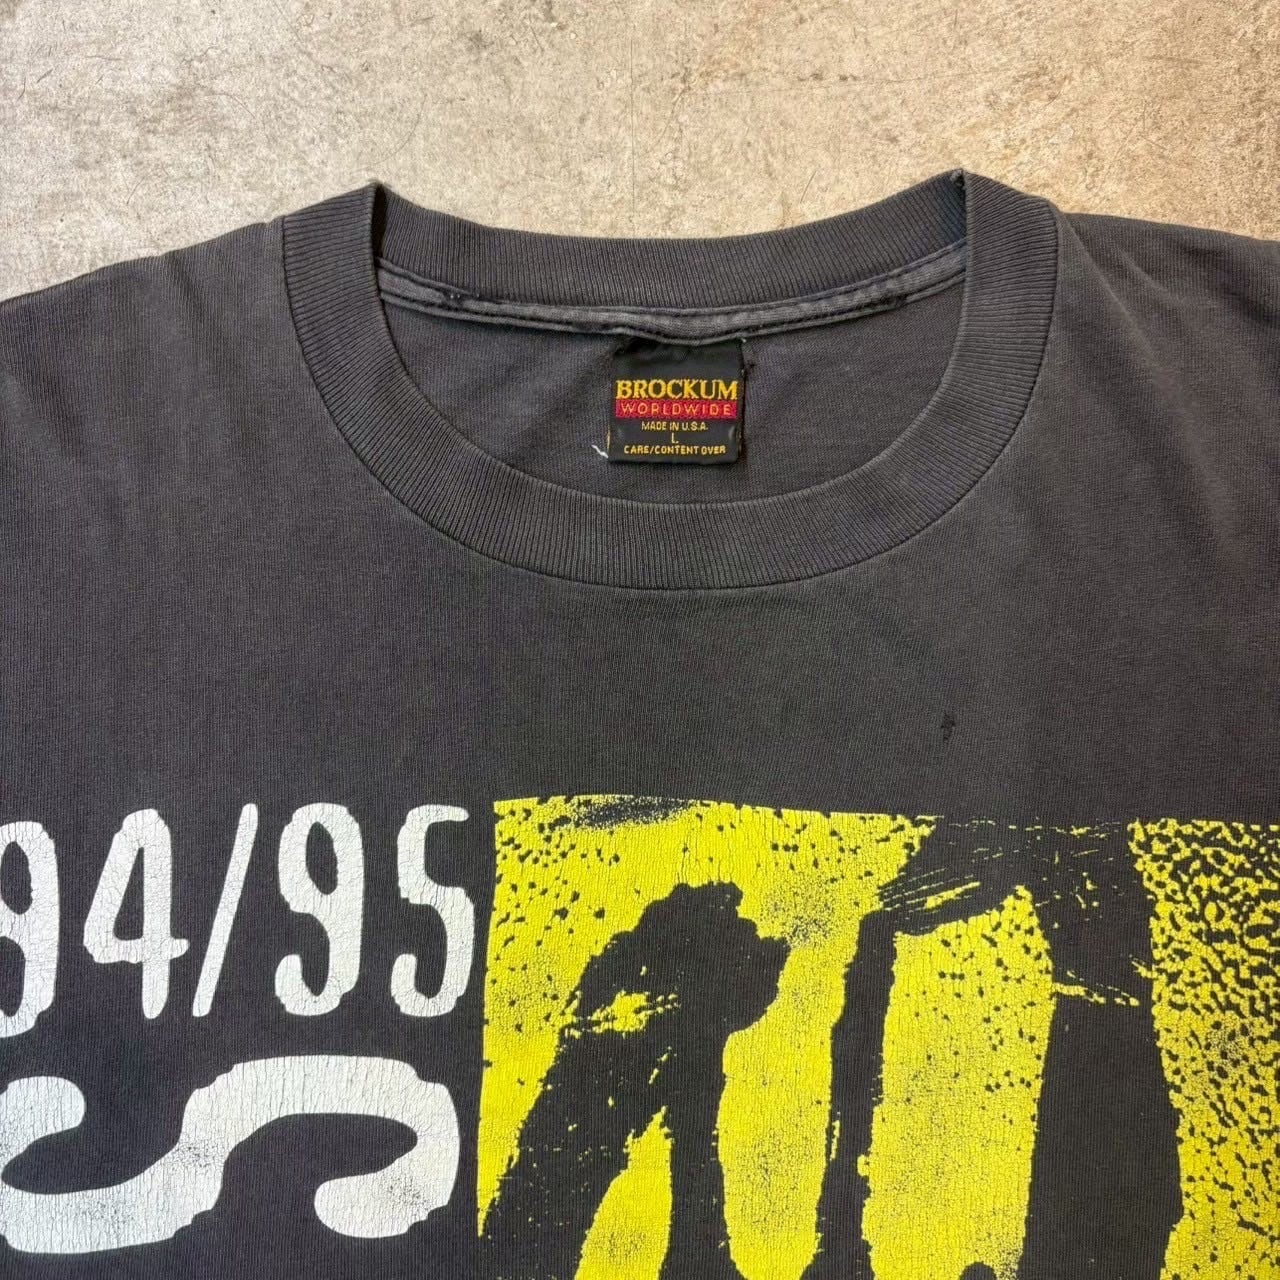 BROCKUM
WORLDWIDE
MADE IN U.S.A.
L
CARE/CONTENT OVER
94/95
S